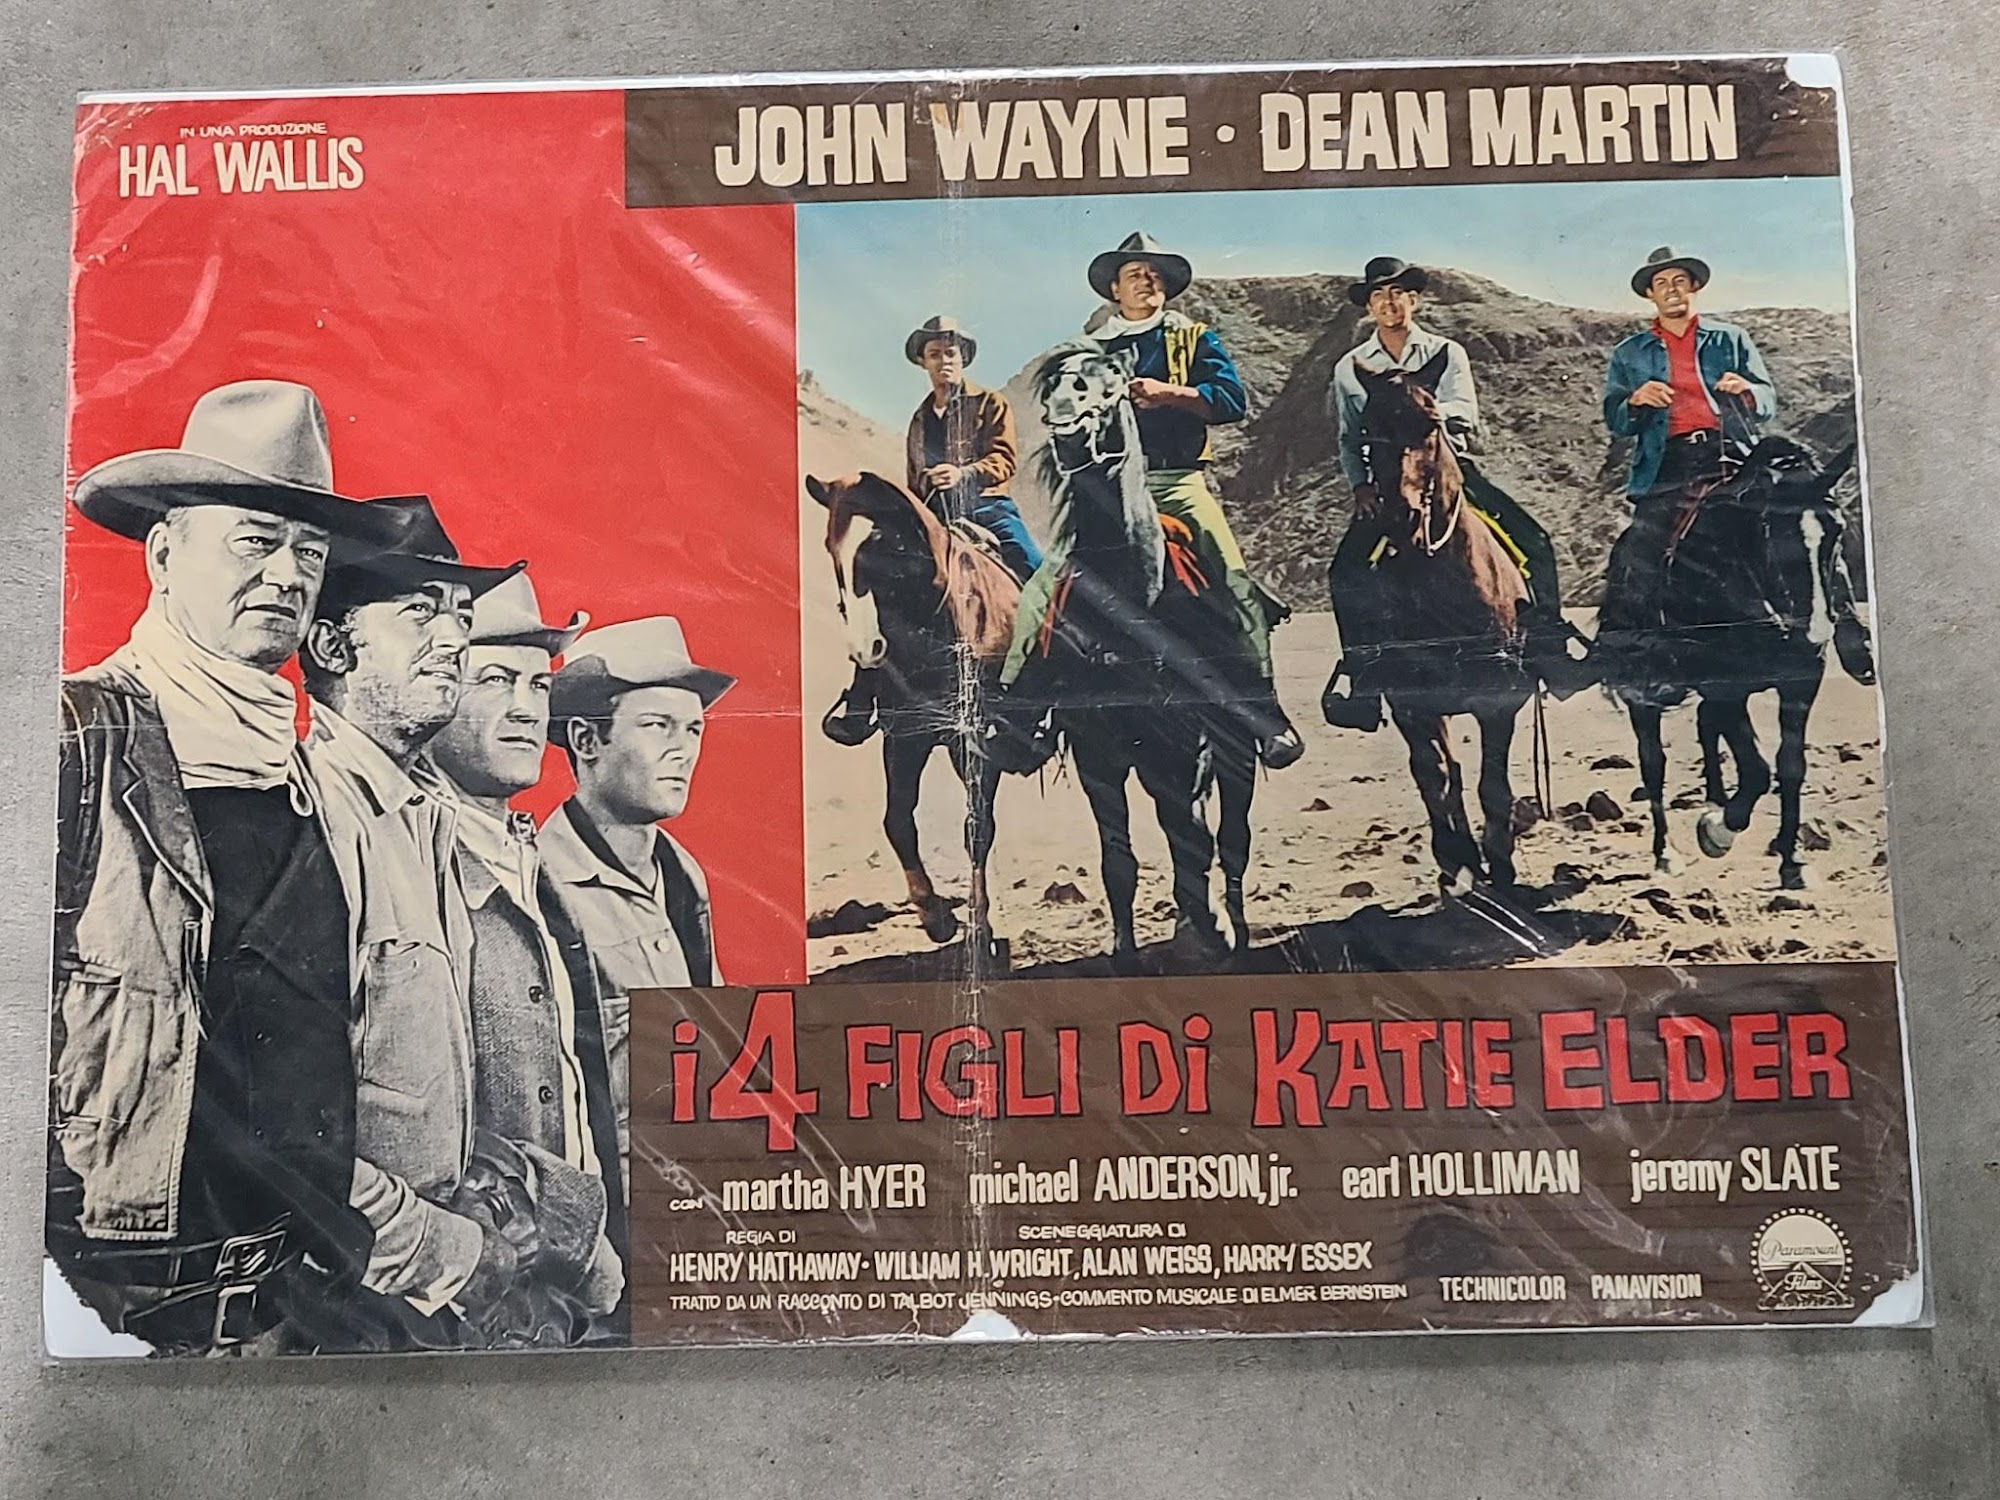 IN UNA PRODUZIONE
HAL WALLIS
JOHN WAYNE · DEAN MARTIN
i 4 FIGLI Di KATIE ELDER
con martha HYER michael ANDERSON, jr. earl HOLLIMAN jeremy SLATE
REGIA DI SCENEGGIATURA DI
HENRY HATHAWAY · WILLIAM H. WRIGHT, ALAN WEISS, HARRY ESSEX
TRATTO DA UN RACCONTO DI TALBOT JENNINGS - COMMENTO MUSICALE DI ELMER BERNSTEIN TECHNICOLOR PANAVISION
Paramount
Films